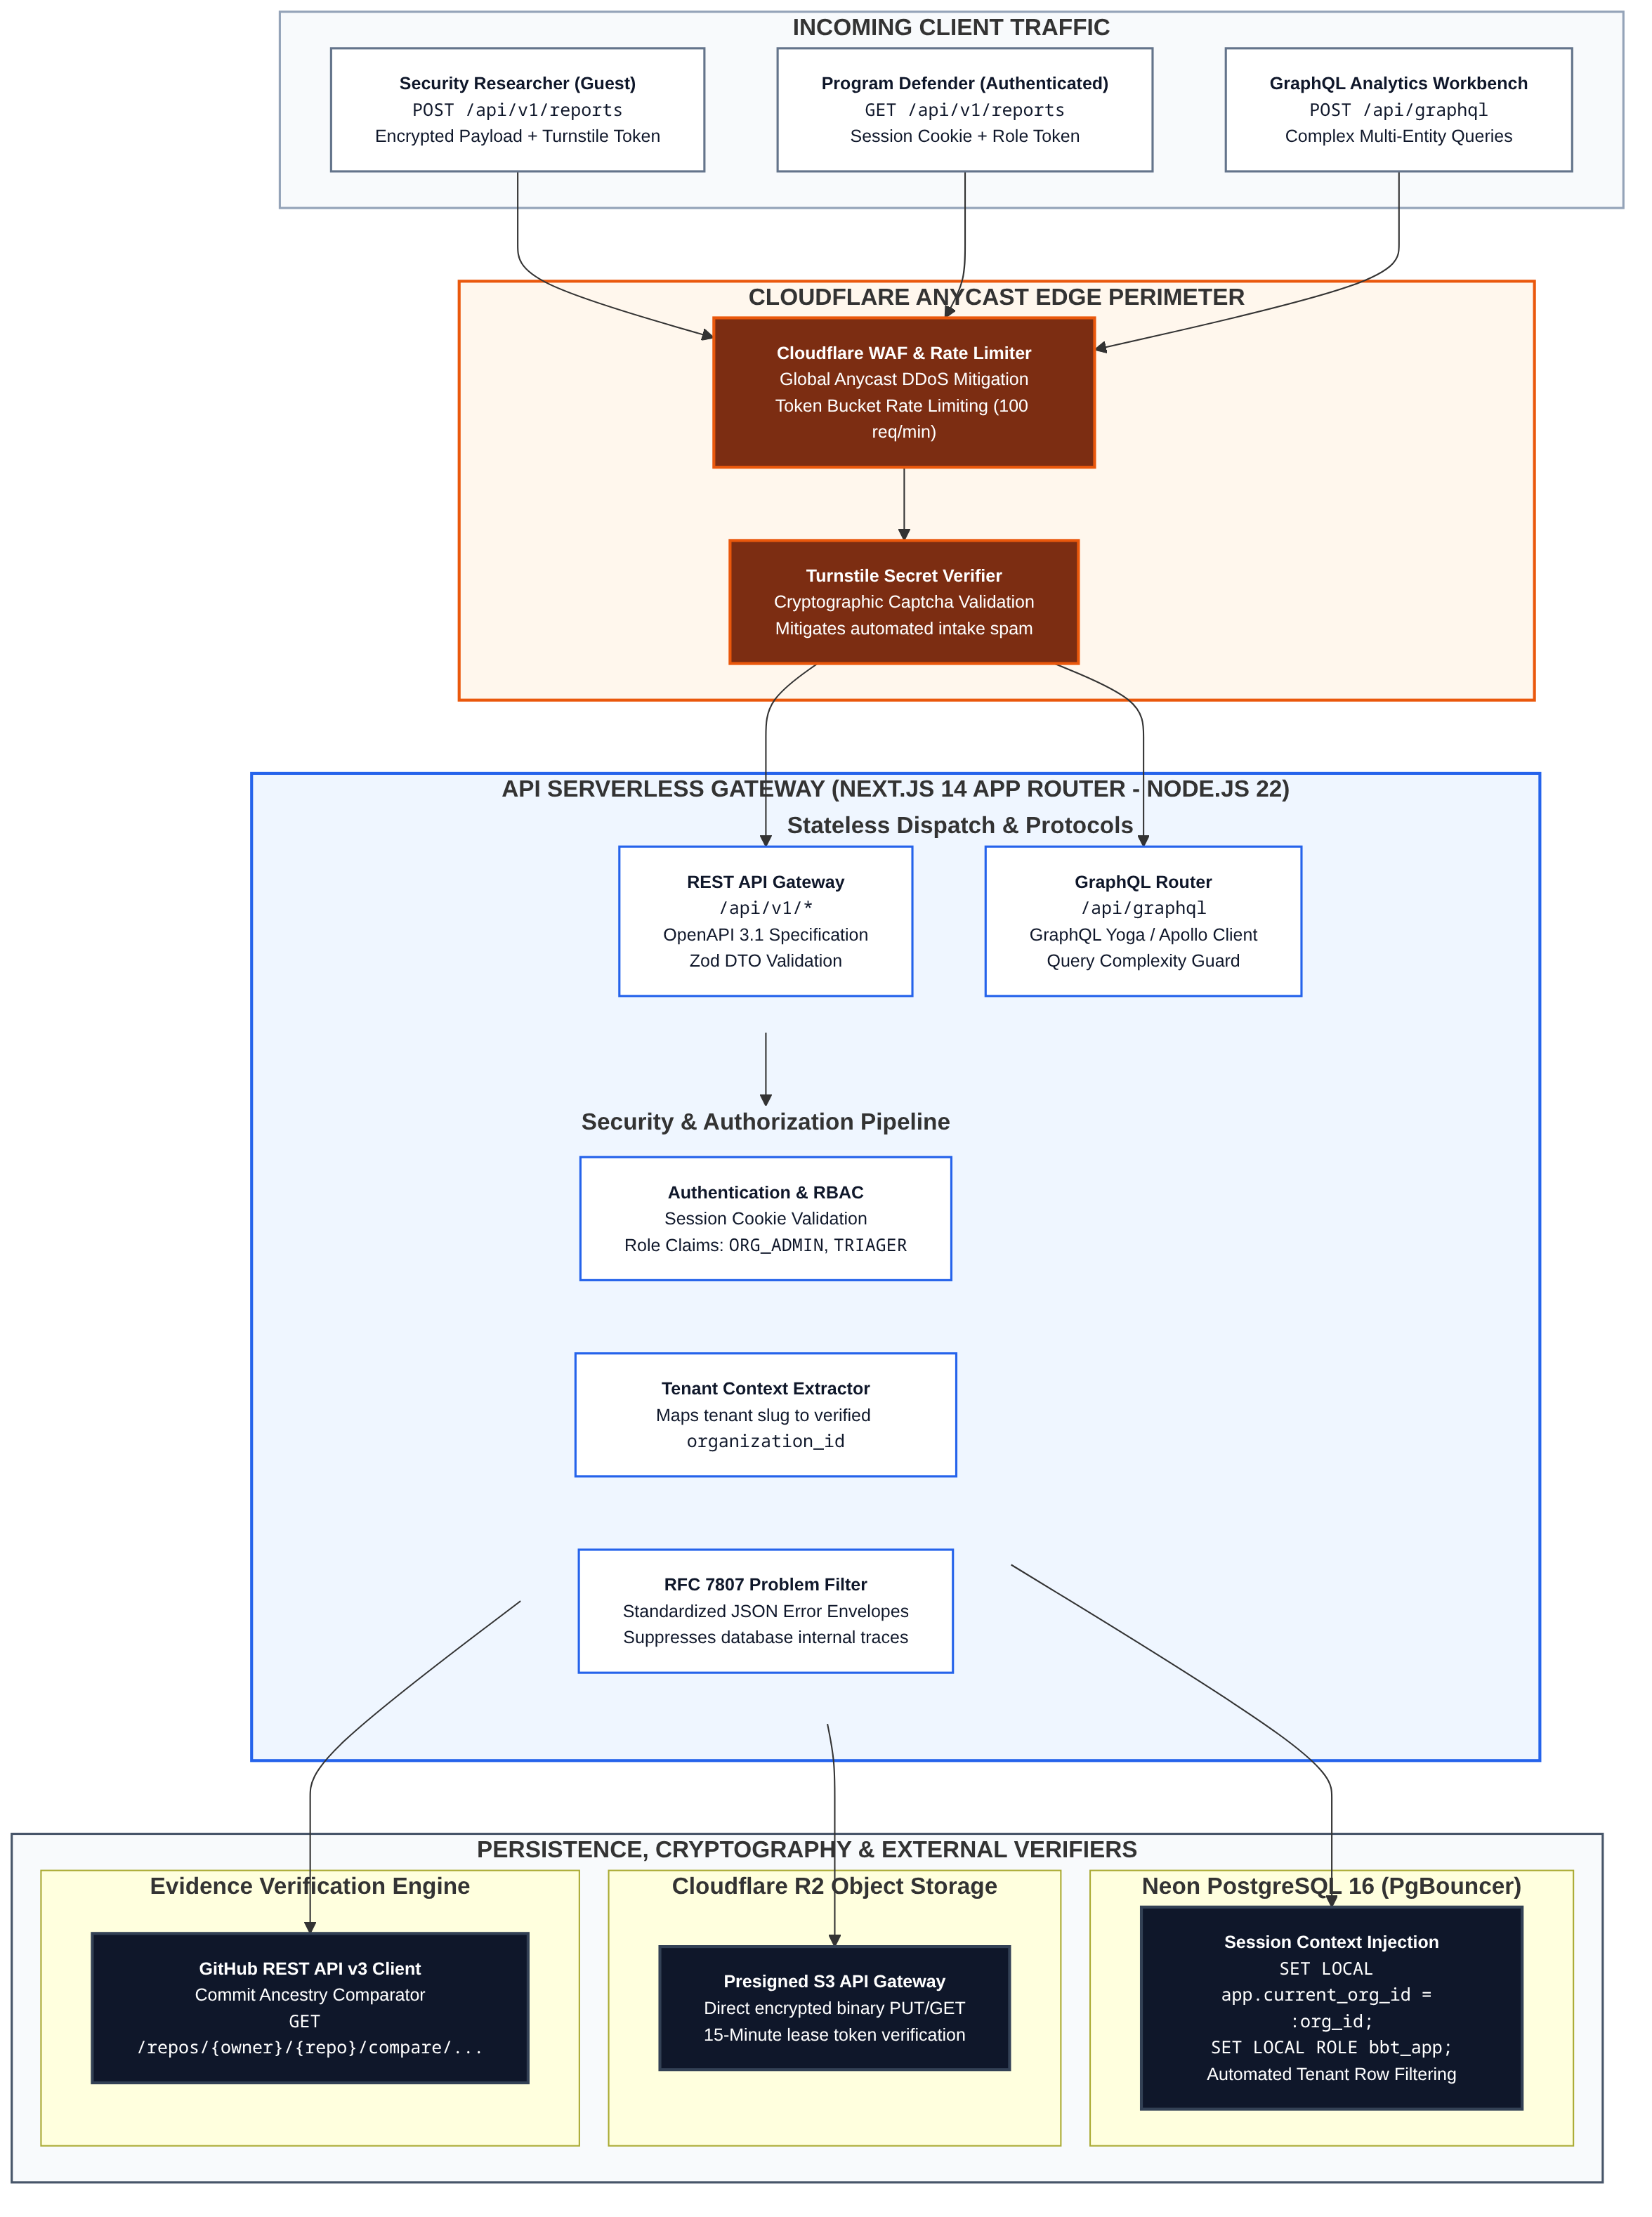 INCOMING CLIENT TRAFFIC
Security Researcher (Guest)
POST /api/v1/reports
Encrypted Payload + Turnstile Token
Program Defender (Authenticated)
GET /api/v1/reports
Session Cookie + Role Token
GraphQL Analytics Workbench
POST /api/graphql
Complex Multi-Entity Queries
CLOUDFLARE ANYCAST EDGE PERIMETER
Cloudflare WAF & Rate Limiter
Global Anycast DDoS Mitigation
Token Bucket Rate Limiting (100
req/min)
Turnstile Secret Verifier
Cryptographic Captcha Validation
Mitigates automated intake spam
API SERVERLESS GATEWAY (NEXT.JS 14 APP ROUTER - NODE.JS 22)
Stateless Dispatch & Protocols
REST API Gateway
/api/v1/*
OpenAPI 3.1 Specification
Zod DTO Validation
GraphQL Router
/api/graphql
GraphQL Yoga / Apollo Client
Query Complexity Guard
Security & Authorization Pipeline
Authentication & RBAC
Session Cookie Validation
Role Claims: ORG_ADMIN, TRIAGER
Tenant Context Extractor
Maps tenant slug to verified
organization_id
RFC 7807 Problem Filter
Standardized JSON Error Envelopes
Suppresses database internal traces
PERSISTENCE, CRYPTOGRAPHY & EXTERNAL VERIFIERS
Evidence Verification Engine
GitHub REST API v3 Client
Commit Ancestry Comparator
GET
/repos/{owner}/{repo}/compare/...
Cloudflare R2 Object Storage
Presigned S3 API Gateway
Direct encrypted binary PUT/GET
15-Minute lease token verification
Neon PostgreSQL 16 (PgBouncer)
Session Context Injection
SET LOCAL
app.current_org_id =
:org_id;
SET LOCAL ROLE bbt_app;
Automated Tenant Row Filtering